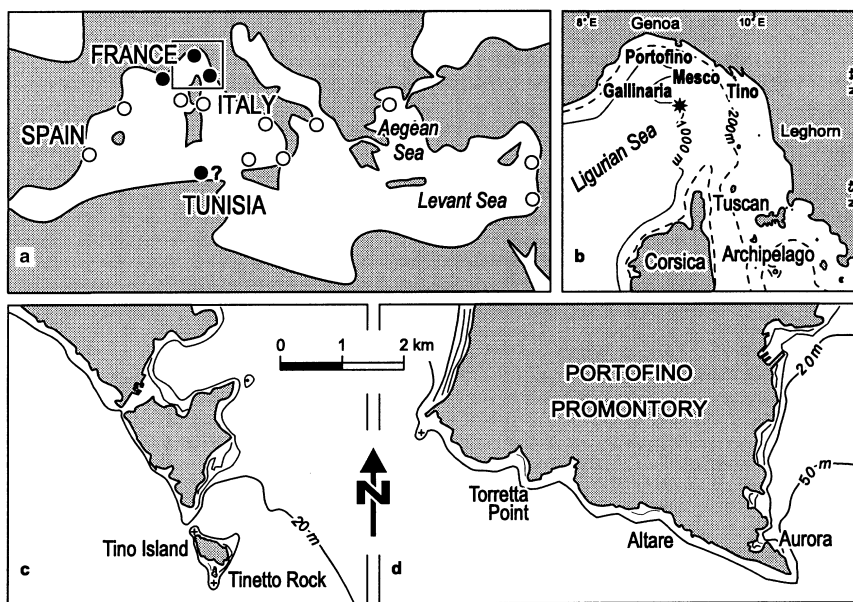 FRANCE
ITALY
SPAIN
Aegean
Sea
?
Levant Sea
TUNISIA
a
8° E
Genoa
10° E
Portofino
Mesco
Gallinaria
Tino
200m
Leghorn
Ligurian Sea
Tuscan
Archipelago
Corsica
b
0 1 2 km
20 m
Tino Island
Tinetto Rock
N
c
PORTOFINO
PROMONTORY
20 m
50 m
Torretta
Point
Altare
Aurora
d